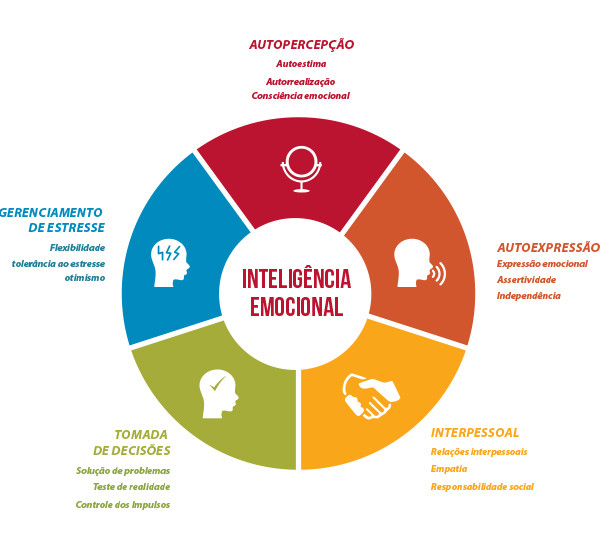 AUTOPERCEPÇÃO
Autoestima
Autorrealização
Consciência emocional
GERENCIAMENTO
DE ESTRESSE
Flexibilidade
tolerância ao estresse
otimismo
AUTOEXPRESSÃO
Expressão emocional
Assertividade
Independência
INTELIGÊNCIA
EMOCIONAL
TOMADA
DE DECISÕES
Solução de problemas
Teste de realidade
Controle dos Impulsos
INTERPESSOAL
Relações interpessoais
Empatia
Responsabilidade social